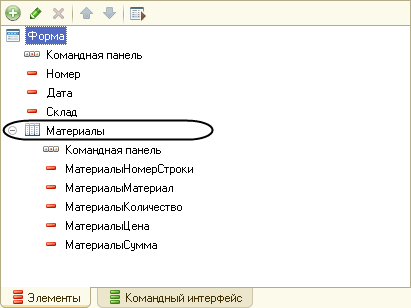 Форма
Командная панель
Номер
Дата
Склад
Материалы
Командная панель
МатериалыНомерСтроки
МатериалыМатериал
МатериалыКоличество
МатериалыЦена
МатериалыСумма
Элементы
Командный интерфейс